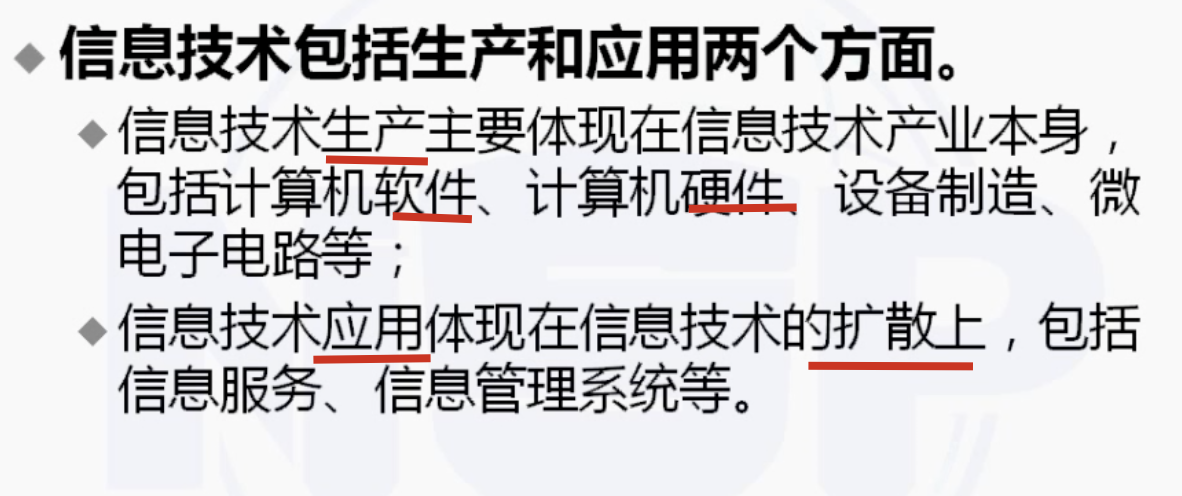 信息技术包括生产和应用两个方面。
信息技术生产主要体现在信息技术产业本身，
包括计算机软件、计算机硬件、设备制造、微
电子电路等；
信息技术应用体现在信息技术的扩散上，包括
信息服务、信息管理系统等。